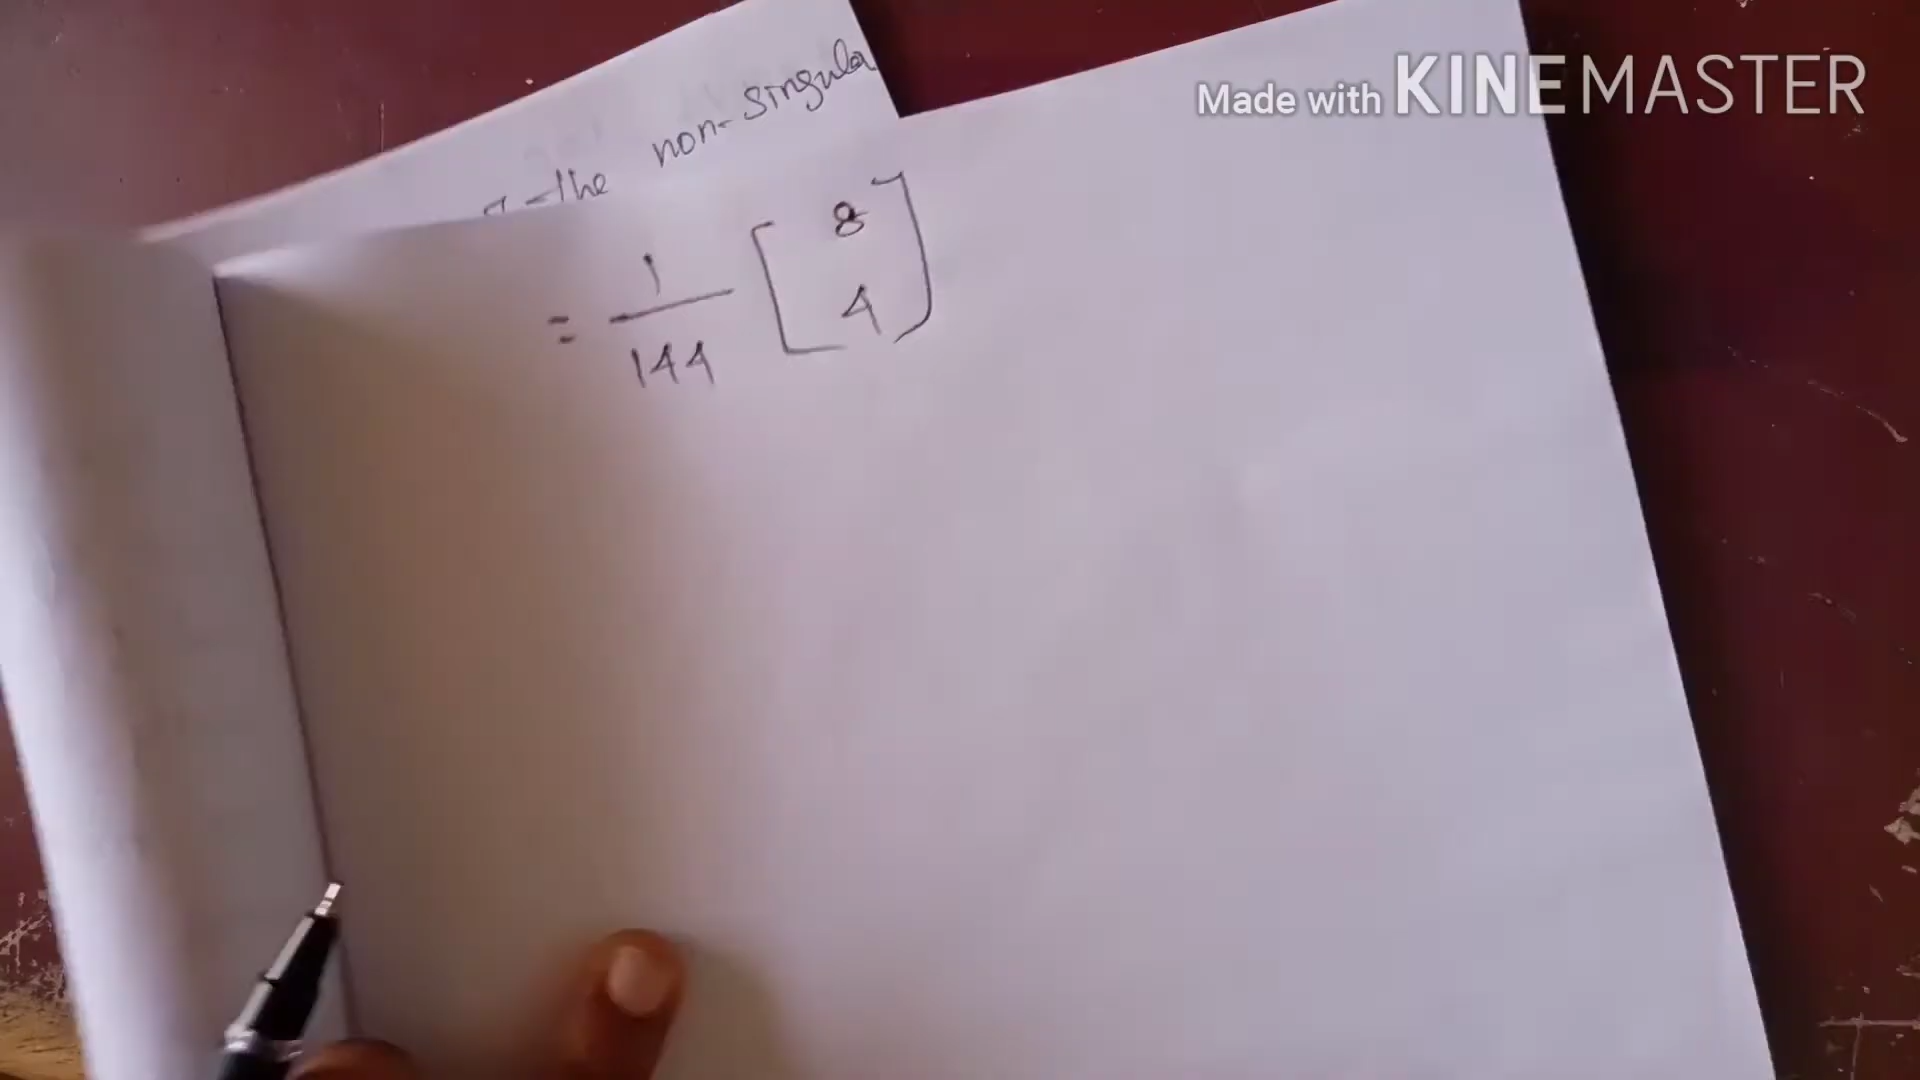 Made with KINEMASTER
the non-singula
= 1/144 [ 8
4 ]